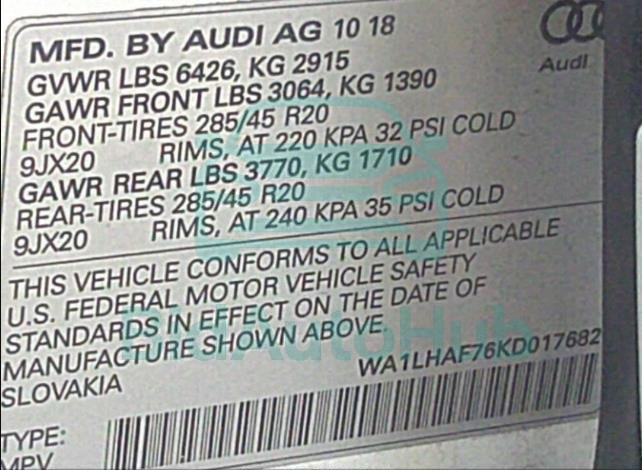 MFD. BY AUDI AG 10 18
GVWR LBS 6426, KG 2915
GAWR FRONT LBS 3064, KG 1390
FRONT-TIRES 285/45 R20
9JX20 RIMS, AT 220 KPA 32 PSI COLD
GAWR REAR LBS 3770, KG 1710
REAR-TIRES 285/45 R20
9JX20 RIMS, AT 240 KPA 35 PSI COLD
Audi
THIS VEHICLE CONFORMS TO ALL APPLICABLE
U.S. FEDERAL MOTOR VEHICLE SAFETY
STANDARDS IN EFFECT ON THE DATE OF
MANUFACTURE SHOWN ABOVE.
SLOVAKIA WA1LHAF76KD017682
TYPE:
MPV
BidAutoHub